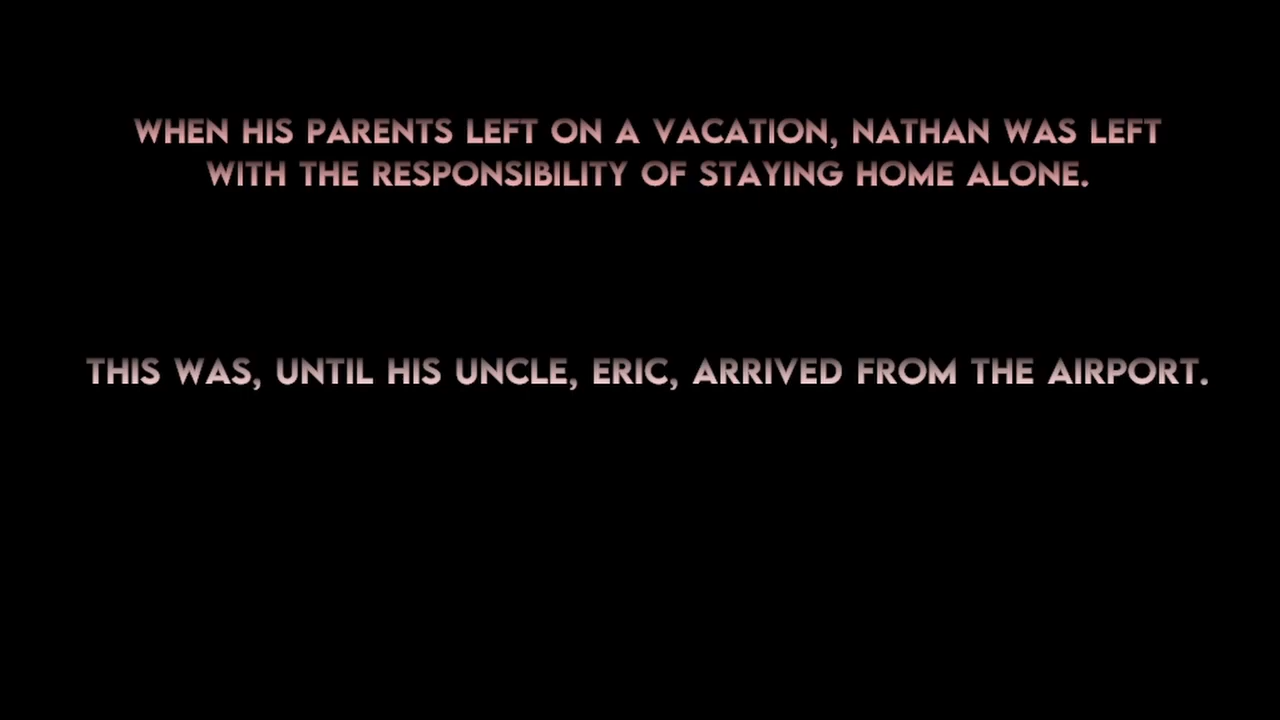 WHEN HIS PARENTS LEFT ON A VACATION, NATHAN WAS LEFT
WITH THE RESPONSIBILITY OF STAYING HOME ALONE.
THIS WAS, UNTIL HIS UNCLE, ERIC, ARRIVED FROM THE AIRPORT.